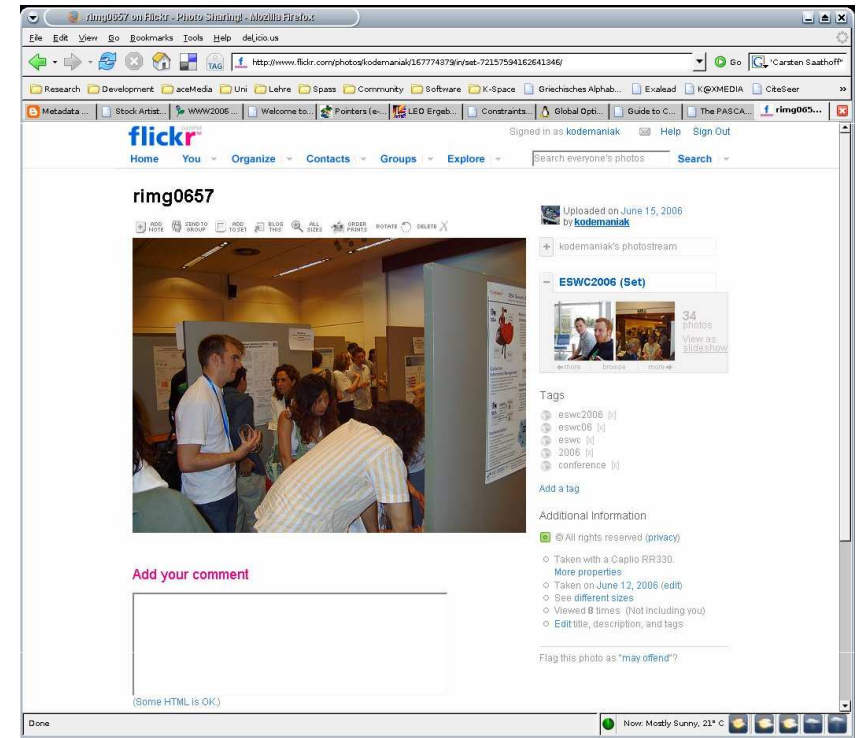 rimg0657 on Flickr - Photo Sharing! - Mozilla Firefox
File Edit View Go Bookmarks Tools Help del.icio.us
TAG http://www.flickr.com/photos/kodemaniak/167774379/in/set-72157594162641346/ Go "Carsten Saathoff"
Research Development aceMedia Uni Lehre Spass Community Software K-Space Griechisches Alphab... Exalead K@XMEDIA CiteSeer »
Metadata ... Stock Artist... WWW2006 ... Welcome to... Pointers (e-... LEO Ergeb... Constraints... Global Opti... Guide to C... The PASCA... rimg065...
flickr
Signed in as kodemaniak Help Sign Out
Home You Organize Contacts Groups Explore Search everyone's photos Search
rimg0657
ADD NOTE SEND TO GROUP ADD TO SET BLOG THIS ALL SIZES ORDER PRINTS ROTATE DELETE
Uploaded on June 15, 2006
by kodemaniak
+ kodemaniak's photostream
− ESWC2006 (Set)
34
photos
View as
slideshow
more browse more
Tags
eswc2006 [x]
eswc06 [x]
eswc [x]
2006 [x]
conference [x]
Add a tag
Additional Information
© All rights reserved (privacy)
Taken with a Caplio RR330.
More properties
Taken on June 12, 2006 (edit)
See different sizes
Viewed 8 times. (Not including you)
Edit title, description, and tags
Flag this photo as "may offend"?
Add your comment
(Some HTML is OK.)
Done Now: Mostly Sunny, 21° C